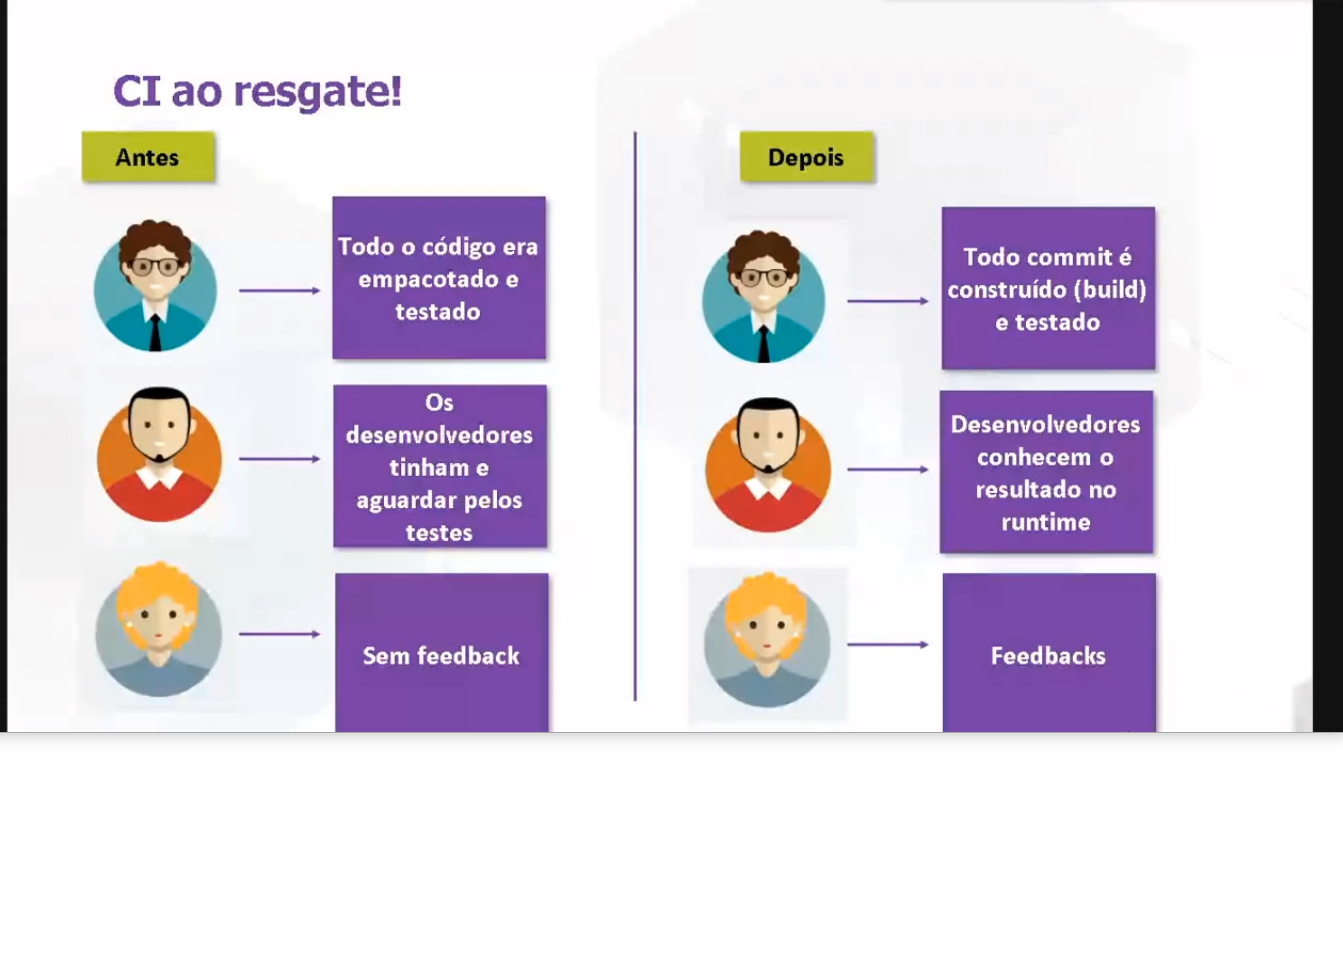 CI ao resgate!
Antes
Todo o código era
empacotado e
testado
Os
desenvolvedores
tinham e
aguardar pelos
testes
Sem feedback
Depois
Todo commit é
construído (build)
e testado
Desenvolvedores
conhecem o
resultado no
runtime
Feedbacks